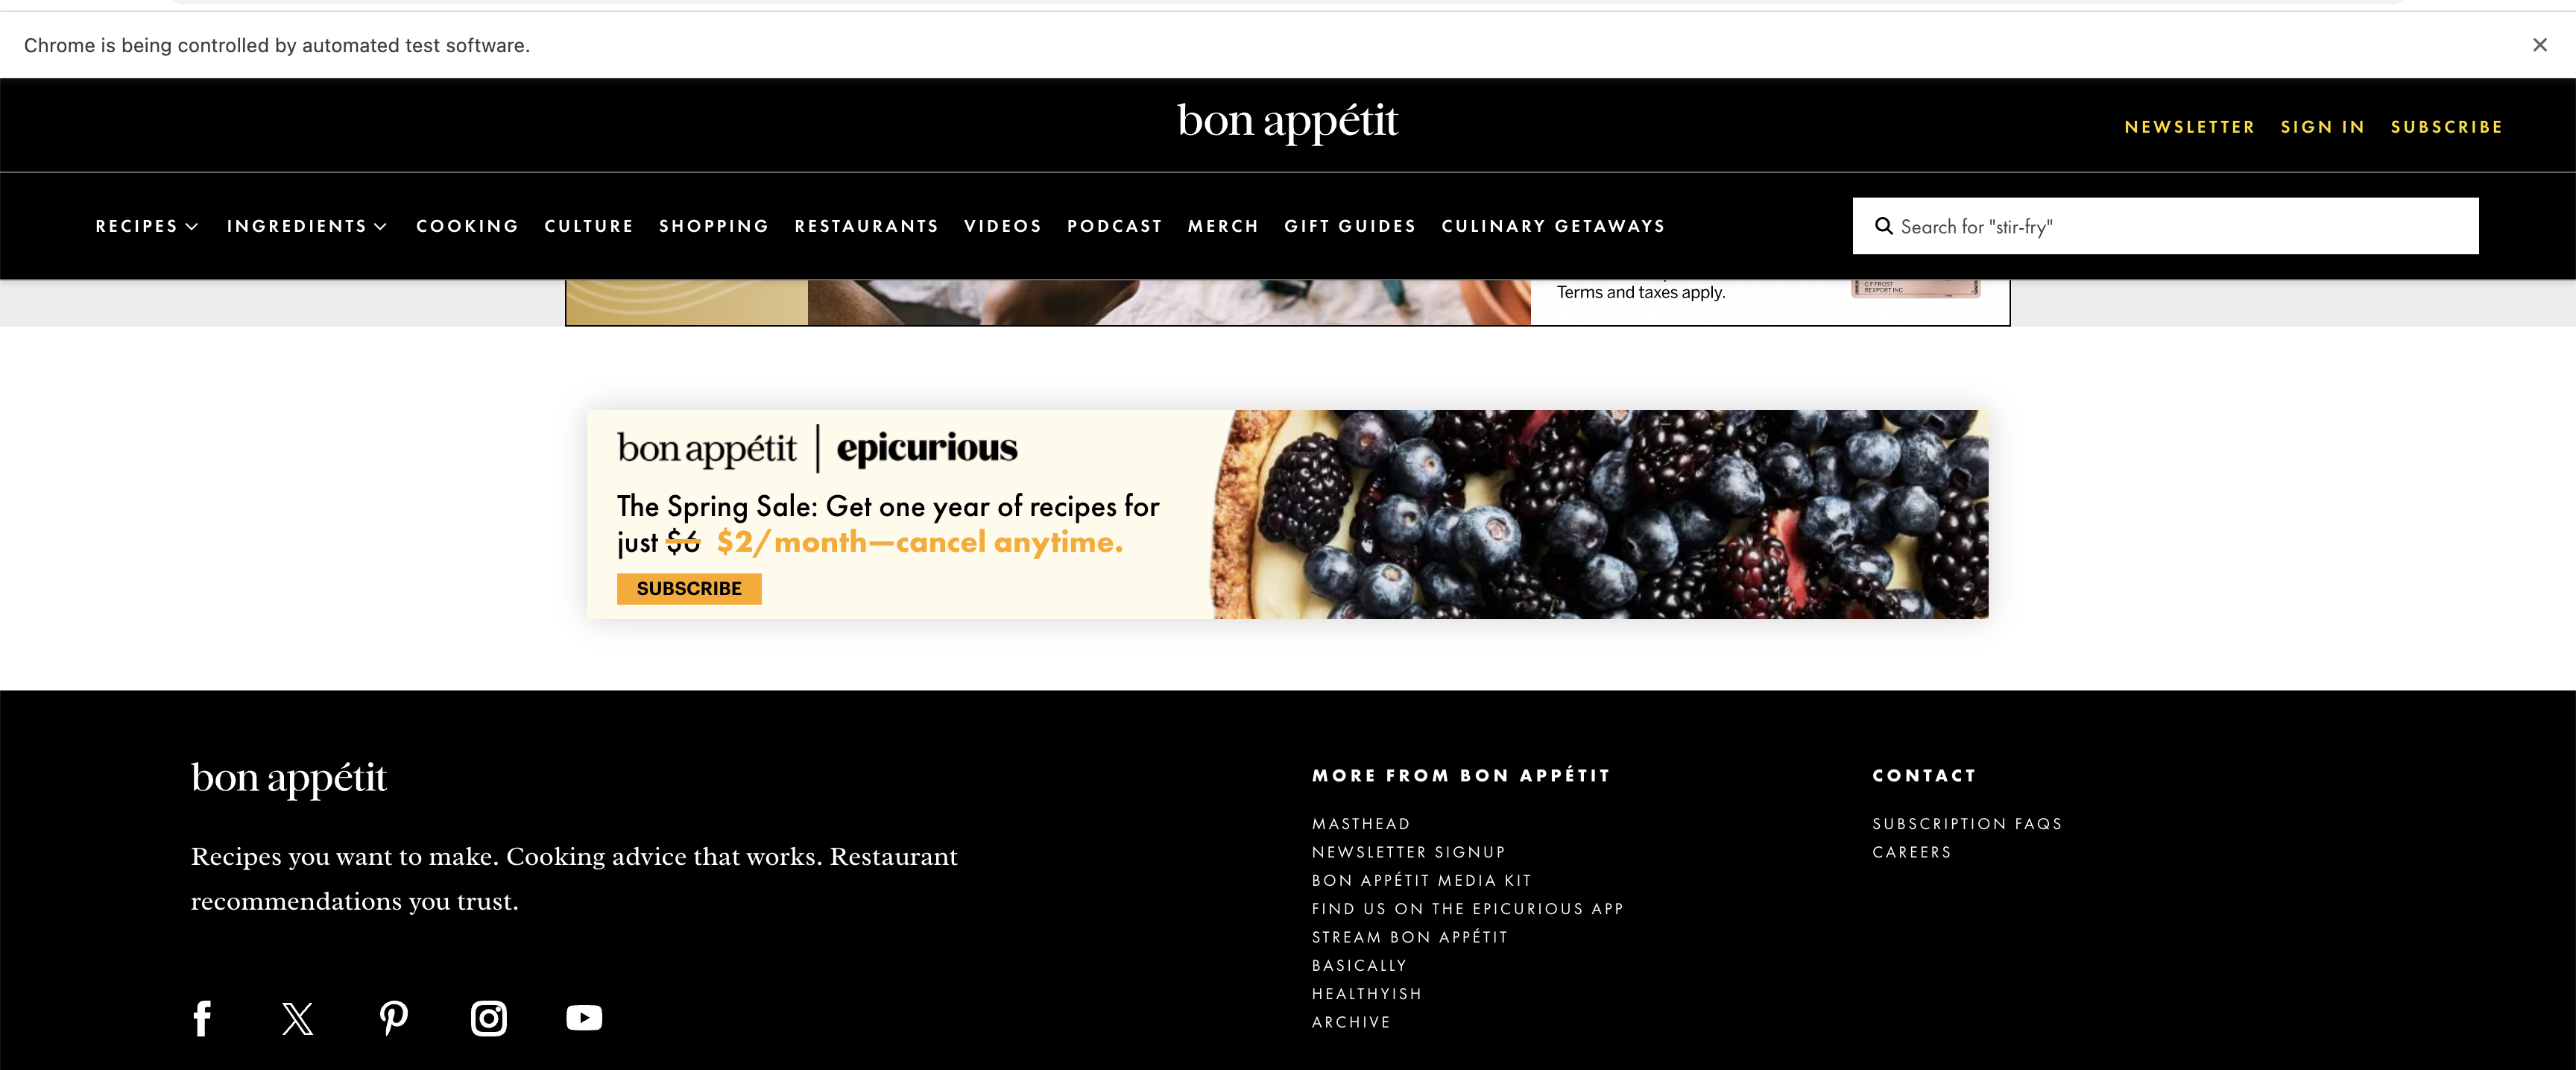 Chrome is being controlled by automated test software.
bon appétit
NEWSLETTER SIGN IN SUBSCRIBE
RECIPES INGREDIENTS COOKING CULTURE SHOPPING RESTAURANTS VIDEOS PODCAST MERCH GIFT GUIDES CULINARY GETAWAYS
Search for "stir-fry"
Terms and taxes apply.
C F FROST
REXPORT INC
bon appétit | epicurious
The Spring Sale: Get one year of recipes for
just $6 $2/month—cancel anytime.
SUBSCRIBE
bon appétit
Recipes you want to make. Cooking advice that works. Restaurant
recommendations you trust.
MORE FROM BON APPÉTIT
MASTHEAD
NEWSLETTER SIGNUP
BON APPÉTIT MEDIA KIT
FIND US ON THE EPICURIOUS APP
STREAM BON APPÉTIT
BASICALLY
HEALTHYISH
ARCHIVE
CONTACT
SUBSCRIPTION FAQS
CAREERS